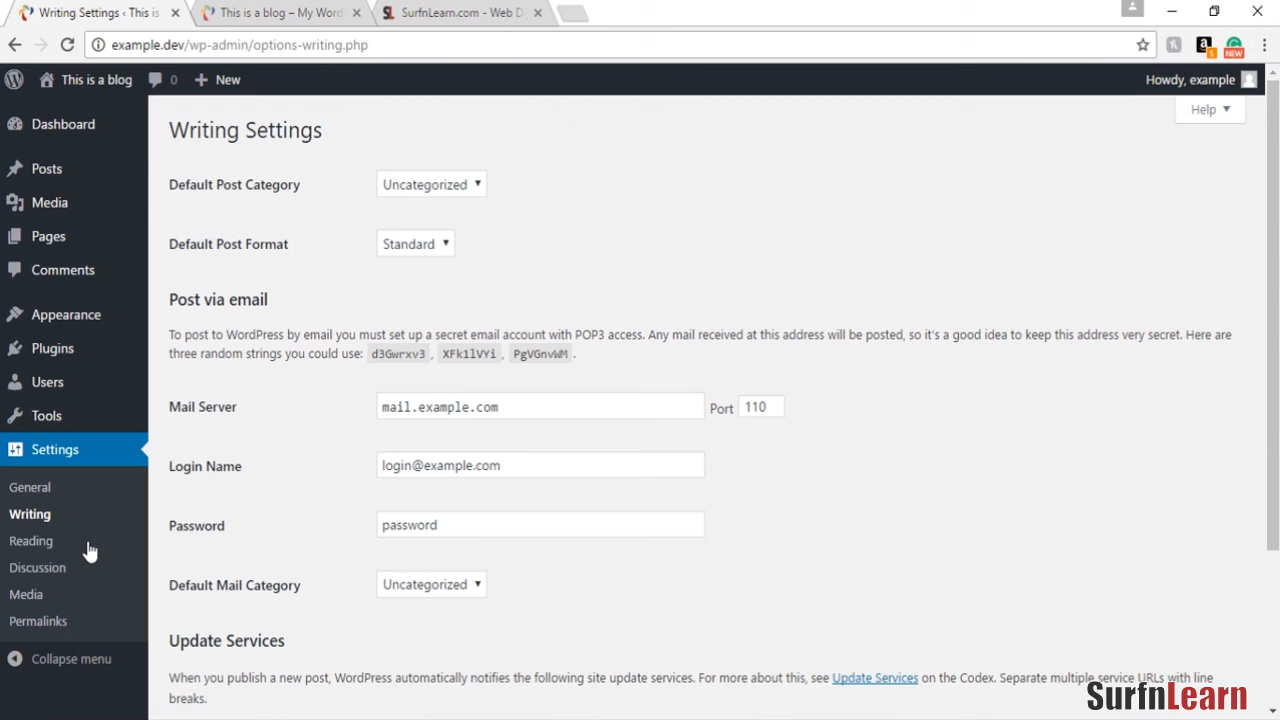 Writing Settings ‹ This is
This is a blog – My Word
SurfnLearn.com - Web D
example.dev/wp-admin/options-writing.php
NEW
This is a blog
0
New
Howdy, example
Help
Dashboard
Posts
Media
Pages
Comments
Appearance
Plugins
Users
Tools
Settings
General
Writing
Reading
Discussion
Media
Permalinks
Collapse menu
Writing Settings
Default Post Category Uncategorized
Default Post Format Standard
Post via email
To post to WordPress by email you must set up a secret email account with POP3 access. Any mail received at this address will be posted, so it's a good idea to keep this address very secret. Here are
three random strings you could use: d3Gwrxv3 , XFk1lVYi , PgVGnvWM .
Mail Server mail.example.com Port 110
Login Name login@example.com
Password password
Default Mail Category Uncategorized
Update Services
When you publish a new post, WordPress automatically notifies the following site update services. For more about this, see Update Services on the Codex. Separate multiple service URLs with line
breaks.
SurfnLearn